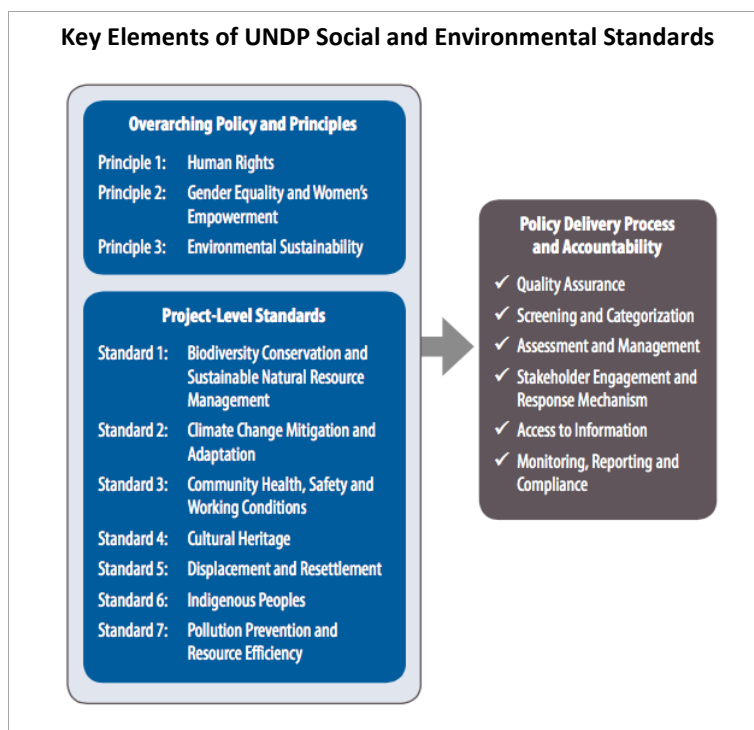 Key Elements of UNDP Social and Environmental Standards
Overarching Policy and Principles
Principle 1: Human Rights
Principle 2: Gender Equality and Women's
Empowerment
Principle 3: Environmental Sustainability
Project-Level Standards
Standard 1: Biodiversity Conservation and
Sustainable Natural Resource
Management
Standard 2: Climate Change Mitigation and
Adaptation
Standard 3: Community Health, Safety and
Working Conditions
Standard 4: Cultural Heritage
Standard 5: Displacement and Resettlement
Standard 6: Indigenous Peoples
Standard 7: Pollution Prevention and
Resource Efficiency
Policy Delivery Process
and Accountability
✓ Quality Assurance
✓ Screening and Categorization
✓ Assessment and Management
✓ Stakeholder Engagement and
Response Mechanism
✓ Access to Information
✓ Monitoring, Reporting and
Compliance